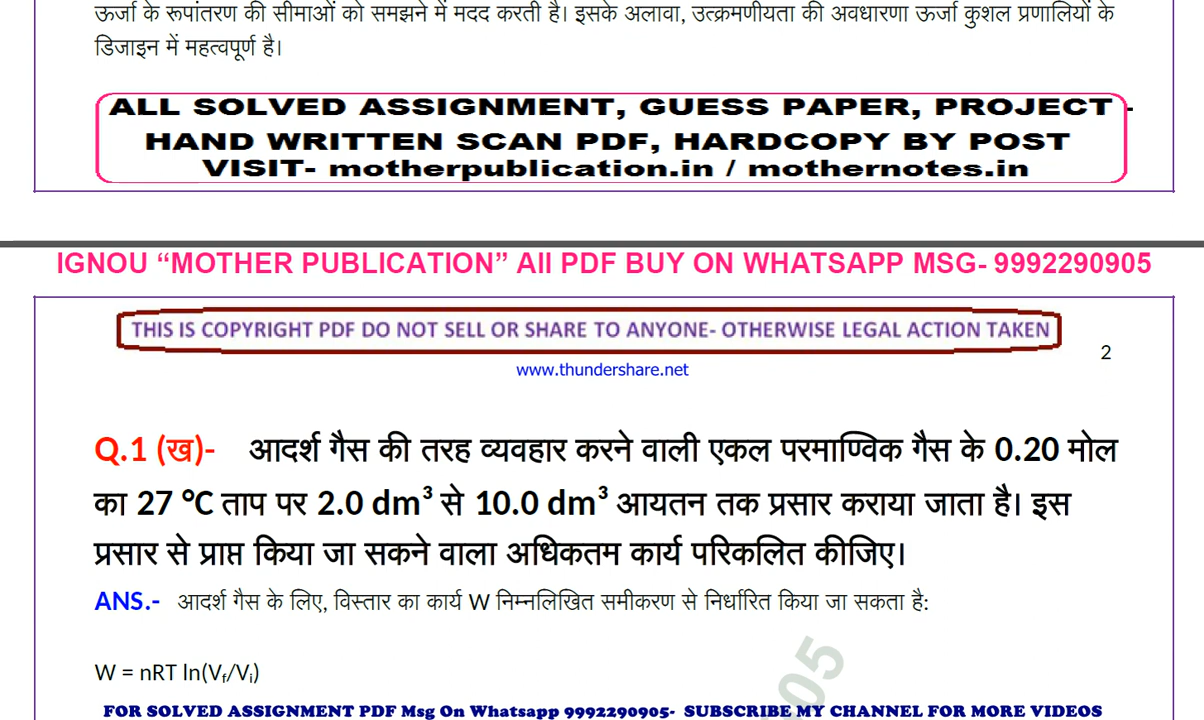 ऊर्जा के रूपांतरण की सीमाओं को समझने में मदद करती है। इसके अलावा, उत्क्रमणीयता की अवधारणा ऊर्जा कुशल प्रणालियों के
डिजाइन में महत्वपूर्ण है।
ALL SOLVED ASSIGNMENT, GUESS PAPER, PROJECT -
HAND WRITTEN SCAN PDF, HARDCOPY BY POST
VISIT- motherpublication.in / mothernotes.in
IGNOU “MOTHER PUBLICATION” All PDF BUY ON WHATSAPP MSG- 9992290905
THIS IS COPYRIGHT PDF DO NOT SELL OR SHARE TO ANYONE- OTHERWISE LEGAL ACTION TAKEN
2
www.thundershare.net
Q.1 (ख)- आदर्श गैस की तरह व्यवहार करने वाली एकल परमाण्विक गैस के 0.20 मोल
का 27 °C ताप पर 2.0 dm³ से 10.0 dm³ आयतन तक प्रसार कराया जाता है। इस
प्रसार से प्राप्त किया जा सकने वाला अधिकतम कार्य परिकलित कीजिए।
ANS.- आदर्श गैस के लिए, विस्तार का कार्य W निम्नलिखित समीकरण से निर्धारित किया जा सकता है:
W = nRT ln(Vf/Vi)
05
FOR SOLVED ASSIGNMENT PDF Msg On Whatsapp 9992290905- SUBSCRIBE MY CHANNEL FOR MORE VIDEOS